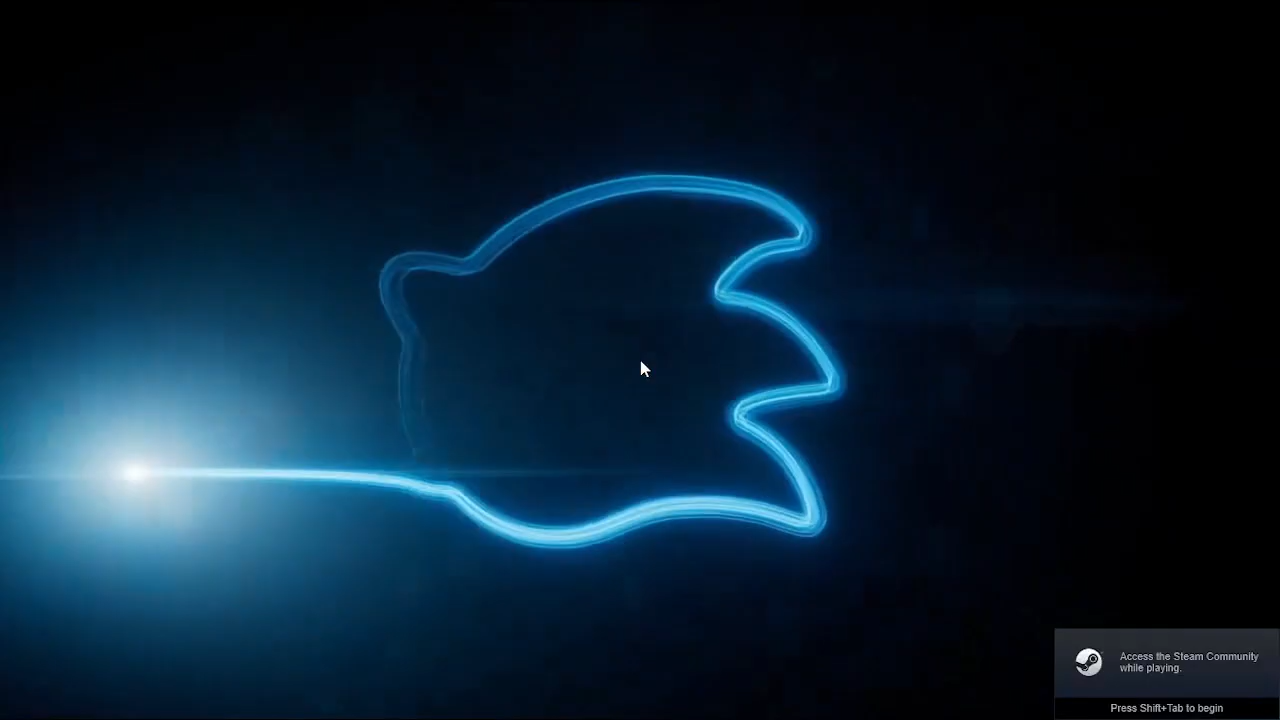 Access the Steam Community
while playing.
Press Shift+Tab to begin